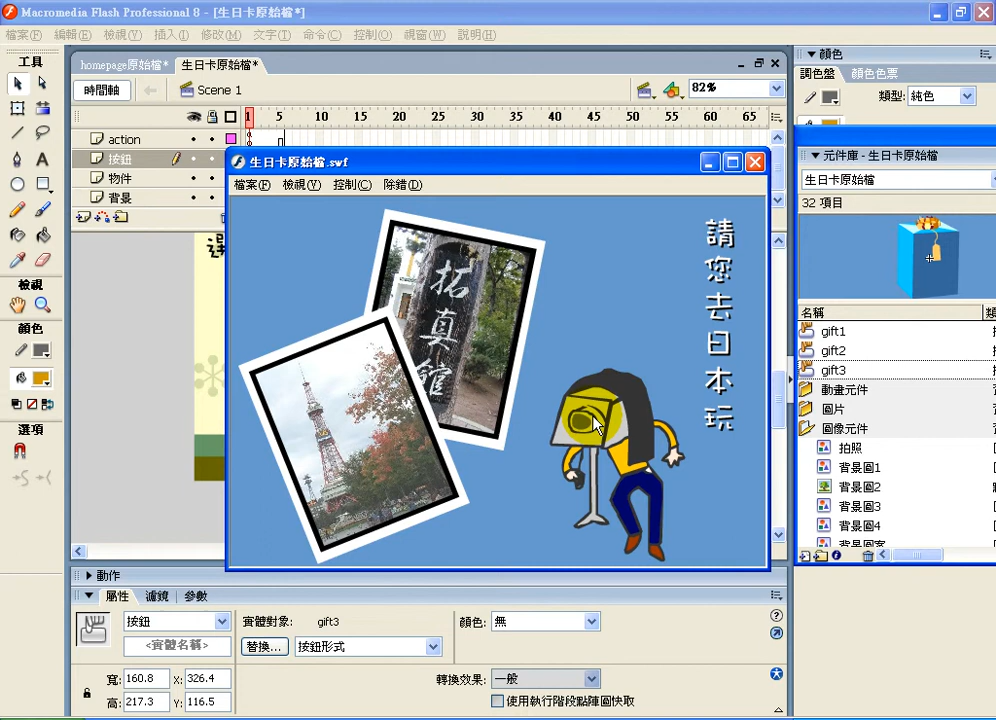 Macromedia Flash Professional 8 - [生日卡原始檔*]
檔案(F) 編輯(E) 檢視(V) 插入(I) 修改(M) 文字(T) 命令(C) 控制(O) 視窗(W) 說明(H)
工具
檢視
顏色
選項
homepage原始檔* 生日卡原始檔*
時間軸 Scene 1 82%
1 5 10 15 20 25 30 35 40 45 50 55 60 65
action
按鈕
物件
背景
生日卡原始檔.swf
檔案(F) 檢視(V) 控制(C) 除錯(D)
拓真館
請您去日本玩
動作
屬性 濾鏡 參數
按鈕 實體對象: gift3 顏色: 無
<實體名稱> 替換... 按鈕形式
寬: 160.8 X: 326.4 轉換效果: 一般
高: 217.3 Y: 116.5 使用執行階段點陣圖快取
顏色
調色盤 顏色色票
類型: 純色
元件庫 - 生日卡原始檔
生日卡原始檔
32 項目
名稱
gift1
gift2
gift3
動畫元件
圖片
圖像元件
拍照
背景圖1
背景圖2
背景圖3
背景圖4
背景圖案